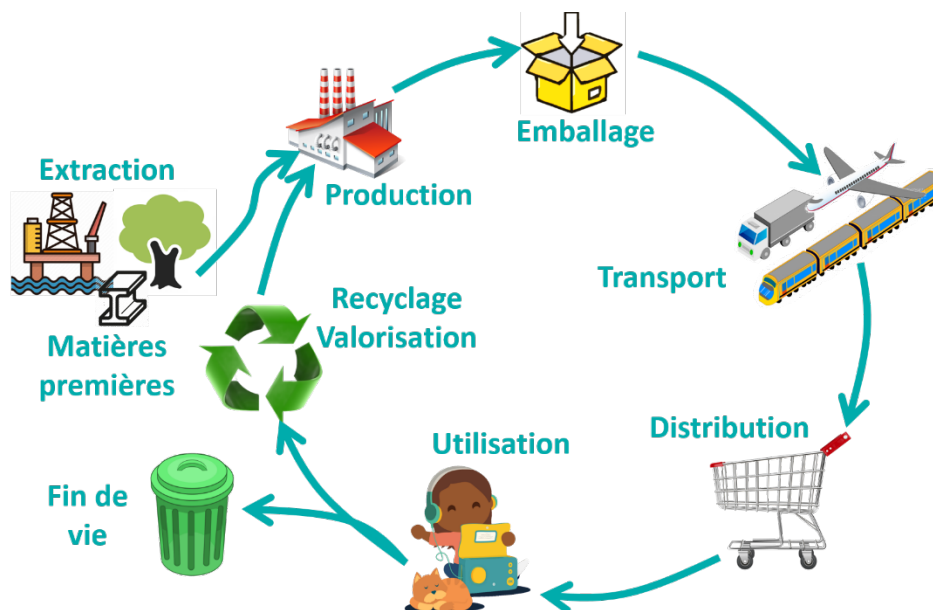 Emballage
Extraction
Production
Transport
Recyclage
Valorisation
Matières
premières
Distribution
Utilisation
Fin de
vie